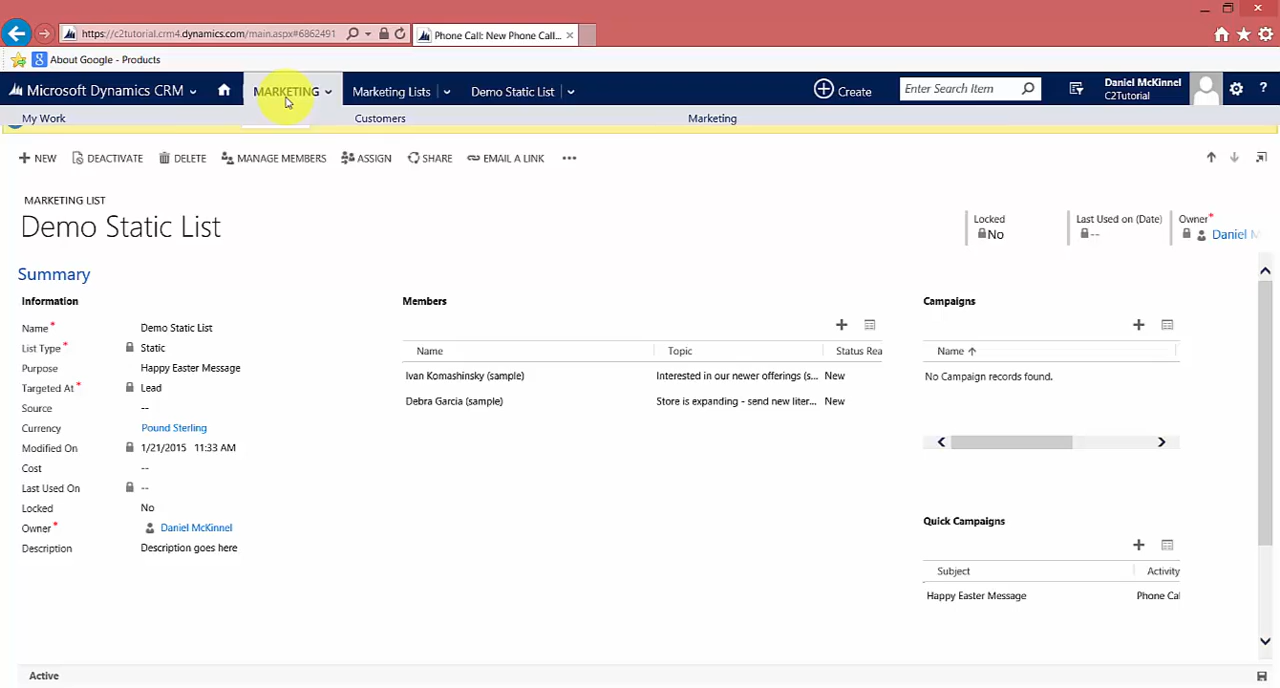 https://c2tutorial.crm4.dynamics.com/main.aspx#6862491
Phone Call: New Phone Call...
About Google - Products
Microsoft Dynamics CRM
MARKETING
Marketing Lists
Demo Static List
Create
Enter Search Item
Daniel McKinnel
C2Tutorial
?
My Work
Customers
Marketing
NEW
DEACTIVATE
DELETE
MANAGE MEMBERS
ASSIGN
SHARE
EMAIL A LINK
MARKETING LIST
Demo Static List
Locked
No
Last Used on (Date)
--
Owner*
Daniel M
Summary
Information
Name* Demo Static List
List Type* Static
Purpose Happy Easter Message
Targeted At* Lead
Source --
Currency Pound Sterling
Modified On 1/21/2015 11:33 AM
Cost --
Last Used On --
Locked No
Owner* Daniel McKinnel
Description Description goes here
Members
Name Topic Status Rea
Ivan Komashinsky (sample) Interested in our newer offerings (s... New
Debra Garcia (sample) Store is expanding - send new liter... New
Campaigns
Name
No Campaign records found.
Quick Campaigns
Subject Activity
Happy Easter Message Phone Cal
Active